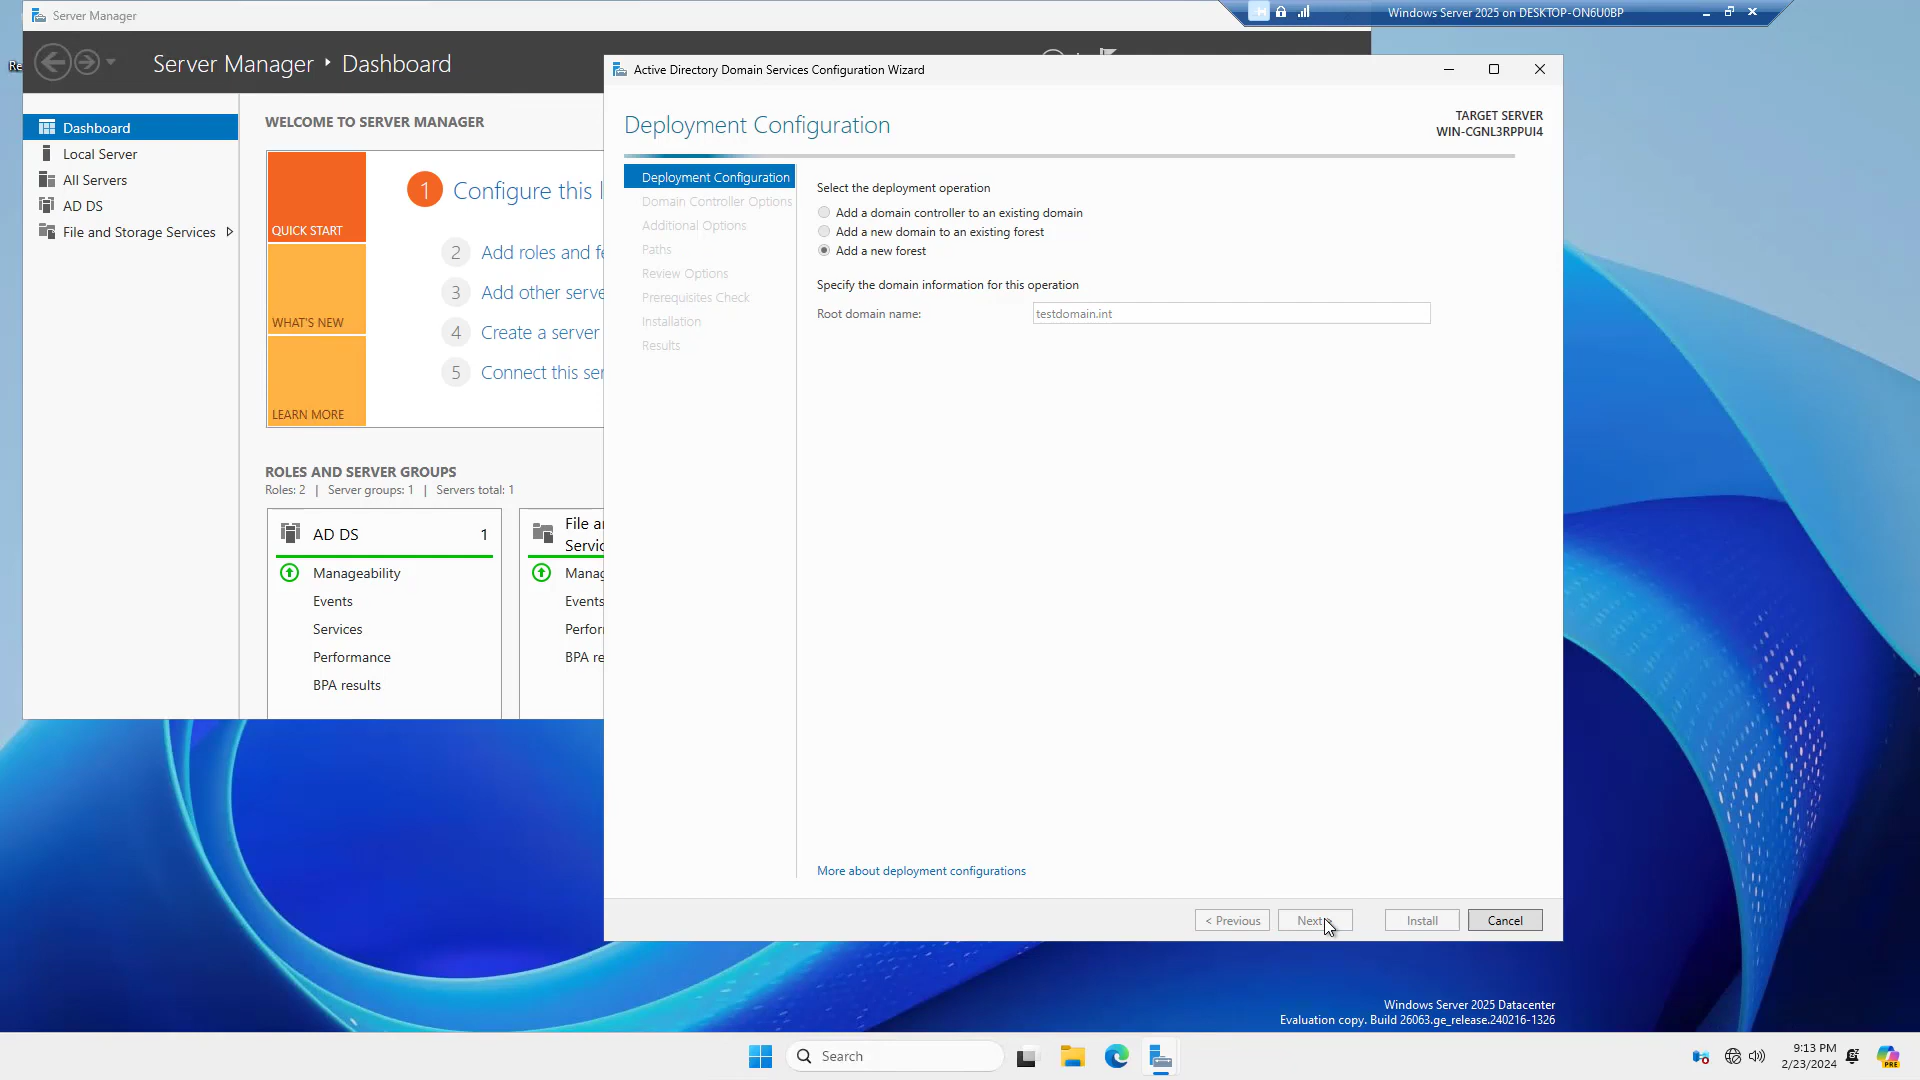 Server Manager
Windows Server 2025 on DESKTOP-ON6U0BP
Server Manager
Dashboard
Dashboard
Local Server
All Servers
AD DS
File and Storage Services
WELCOME TO SERVER MANAGER
QUICK START
WHAT'S NEW
LEARN MORE
1 Configure this l
2 Add roles and fe
3 Add other serve
4 Create a server
5 Connect this ser
ROLES AND SERVER GROUPS
Roles: 2 | Server groups: 1 | Servers total: 1
AD DS 1
Manageability
Events
Services
Performance
BPA results
File an
Servic
Manag
Events
Perfor
BPA re
Active Directory Domain Services Configuration Wizard
Deployment Configuration
TARGET SERVER
WIN-CGNL3RPPUI4
Deployment Configuration
Domain Controller Options
Additional Options
Paths
Review Options
Prerequisites Check
Installation
Results
Select the deployment operation
Add a domain controller to an existing domain
Add a new domain to an existing forest
Add a new forest
Specify the domain information for this operation
Root domain name: testdomain.int
More about deployment configurations
< Previous
Next
Install
Cancel
Windows Server 2025 Datacenter
Evaluation copy. Build 26063.ge_release.240216-1326
Search
9:13 PM
2/23/2024
PRE